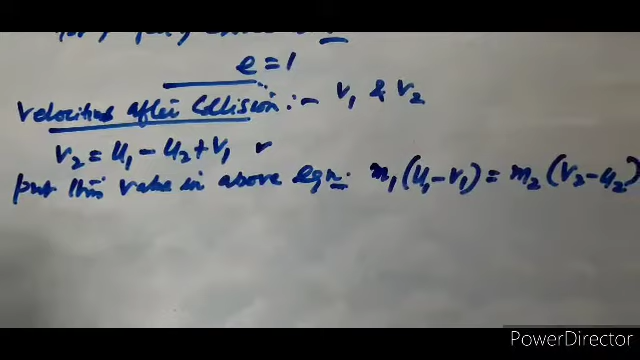 e = 1
Velocities after Collision :- V₁ & V₂
V₂ = U₁ - U₂ + V₁ r
put this value in above eqn: m₁(U₁-V₁) = m₂(V₂-U₂)
PowerDirector